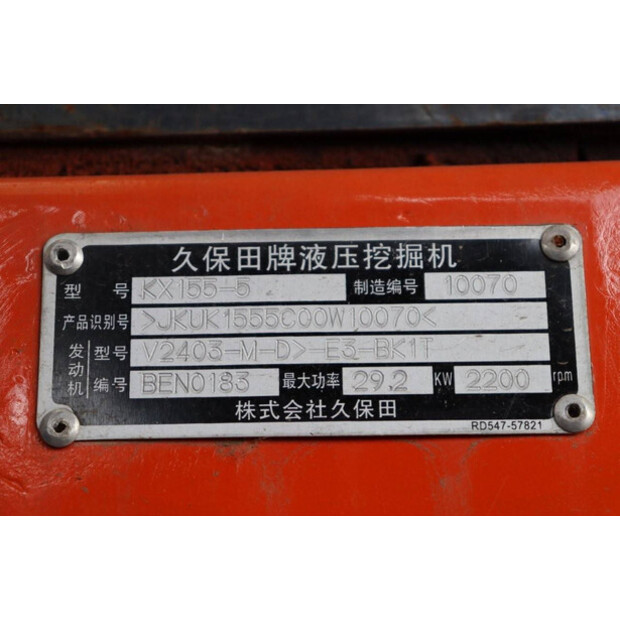 久保田牌液压挖掘机
型 号 KX155-5 制造编号 10070
产品识别号 >JKUK1555C00W10070<
发动机 型号 V2403-M-D>-E3-BK1T
编号 BEN0183 最大功率 29.2 KW 2200 rpm
株式会社久保田
RD547-57821